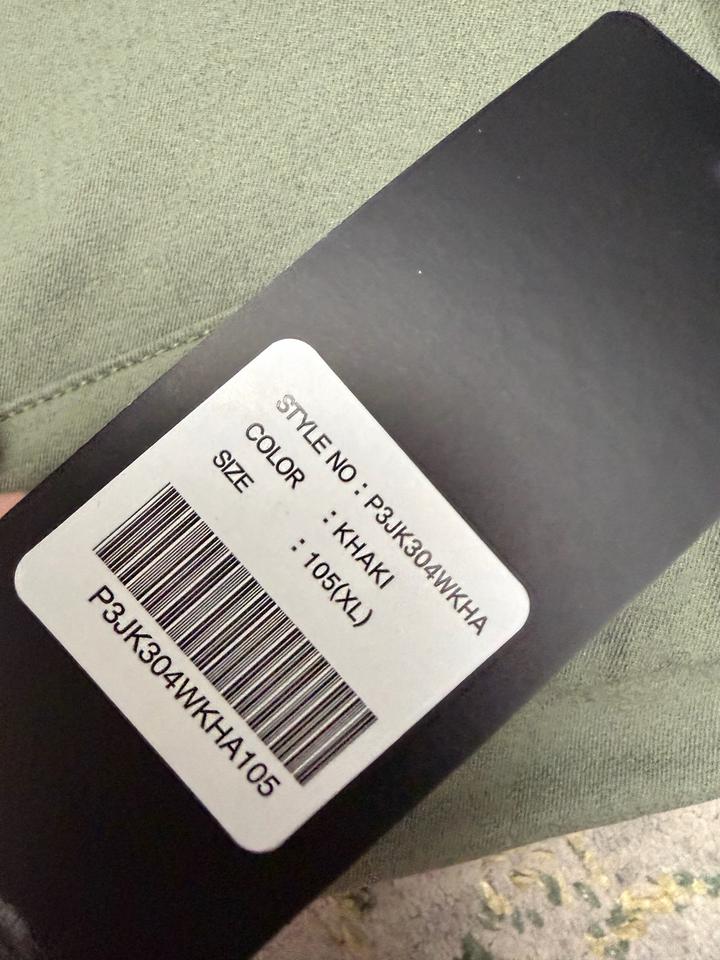 STYLE NO : P3JK304WKHA
COLOR : KHAKI
SIZE : 105(XL)
P3JK304WKHA105